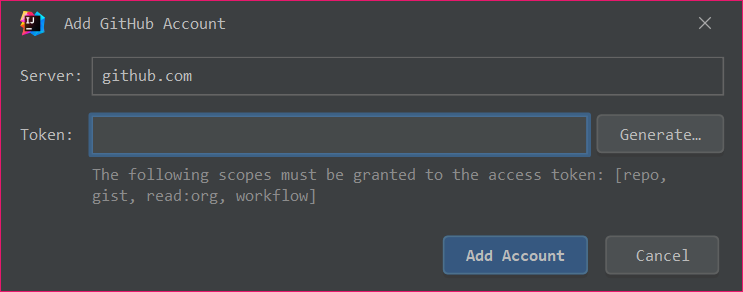 IJ
Add GitHub Account
Server: github.com
Token: Generate…
The following scopes must be granted to the access token: [repo,
gist, read:org, workflow]
Add Account Cancel